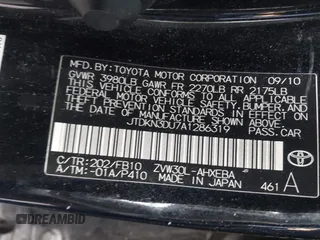 MFD.BY:TOYOTA MOTOR CORPORATION 09/10
GVWR 3980LB GAWR FR 2270LB RR 2175LB
THIS VEHICLE CONFORMS TO ALL APPLICABLE
FEDERAL MOTOR VEHICLE SAFETY, BUMPER, AND
THEFT PREVENTION STANDARDS IN EFFECT ON THE
DATE OF MANUFACTURE SHOWN ABOVE.
JTDKN3DU7A1286319 PASS.CAR
C/TR:202/FB10 ZVW30L-AHXEBA
A/TM:-01A/P410 MADE IN JAPAN 461 A
TOYOTA
DREAMBID